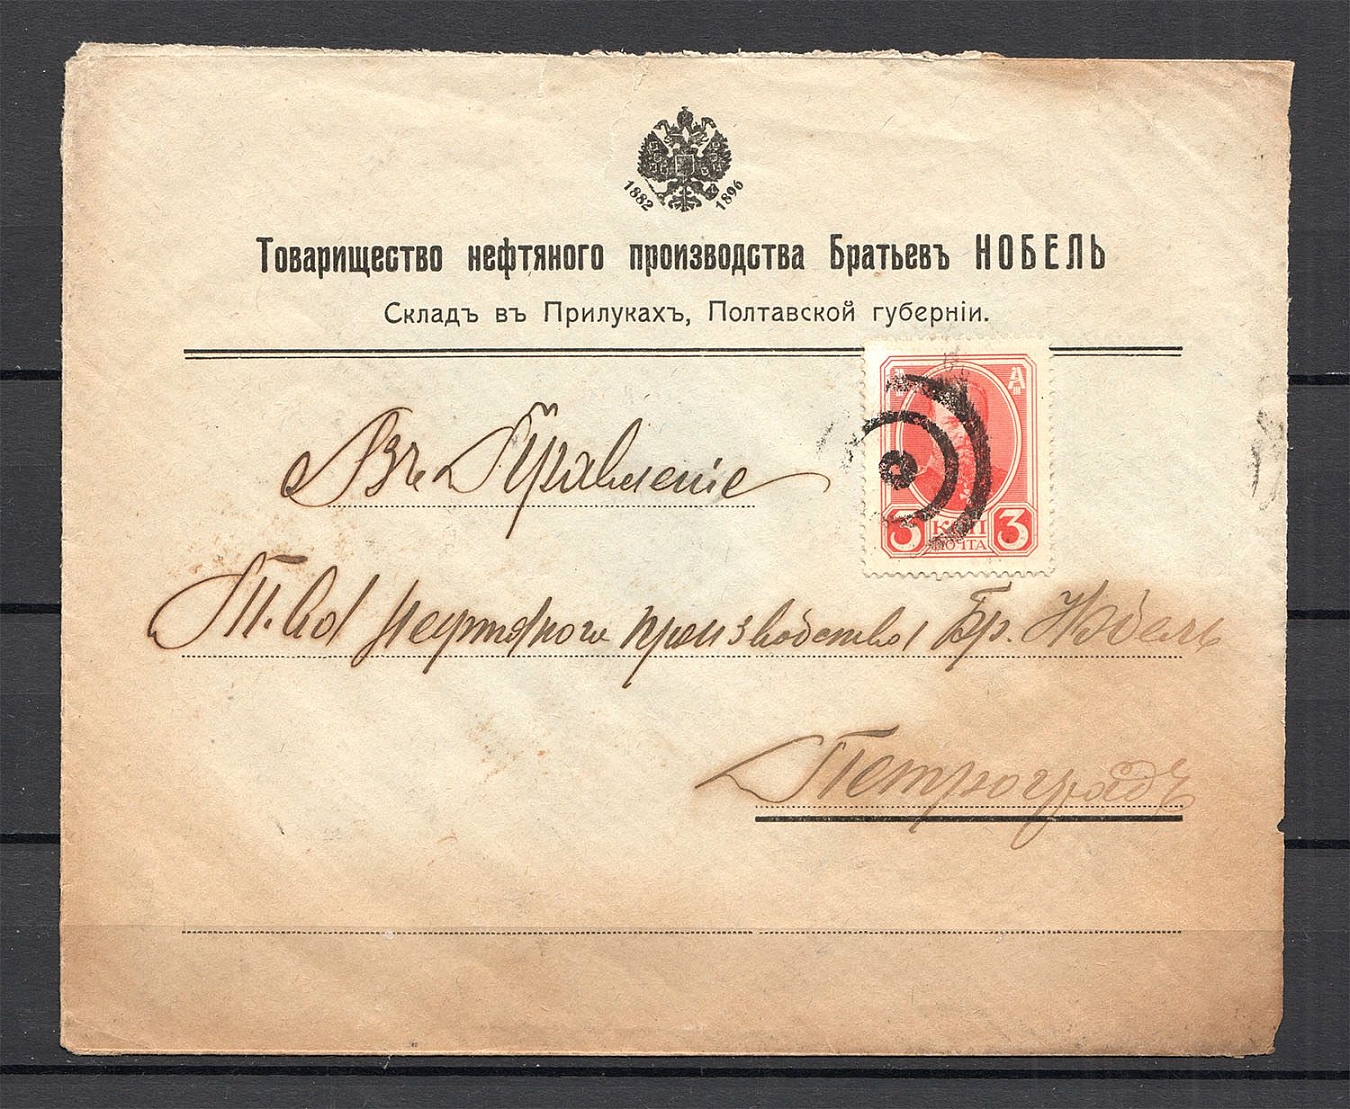 1882 1896
Товарищество нефтяного производства Братьевъ НОБЕЛЬ
Складъ въ Прилукахъ, Полтавской губерніи.
Въ Правленіе
3 КОП 3
ПОЧТА
Т. ва нефтяного производства Бр. Нобель
Петроградъ